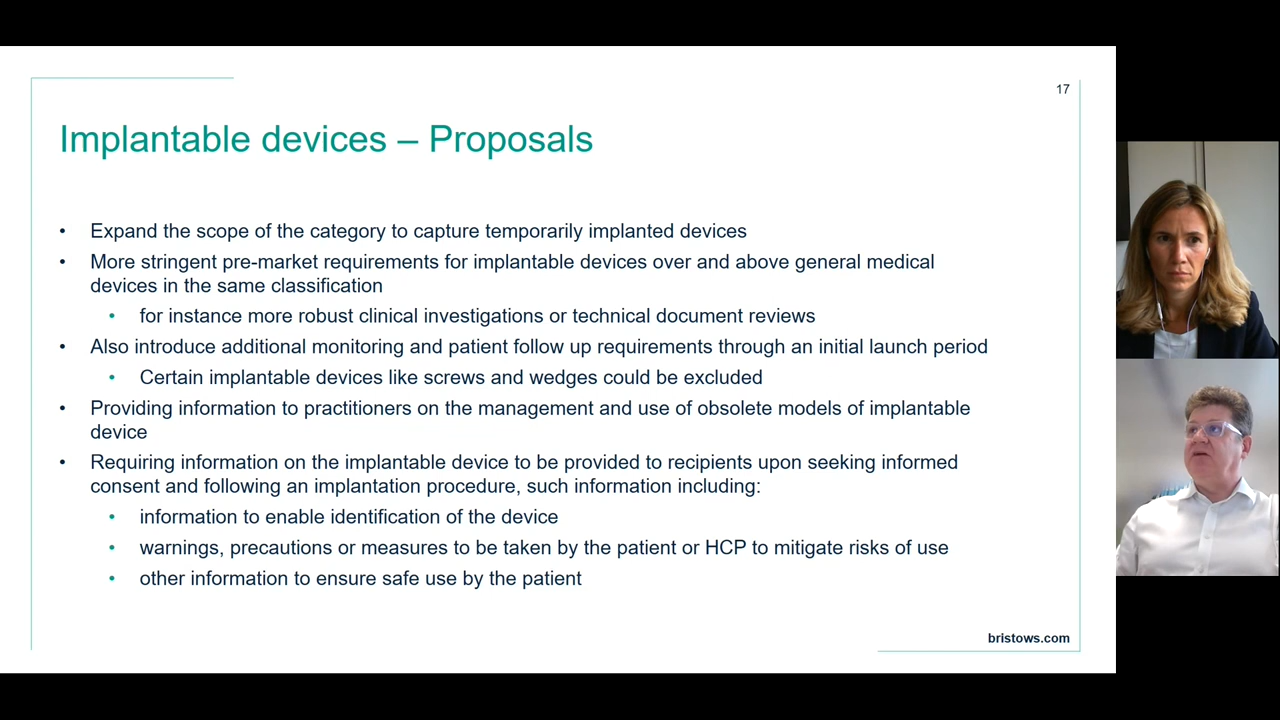 17
Implantable devices – Proposals
• Expand the scope of the category to capture temporarily implanted devices
• More stringent pre-market requirements for implantable devices over and above general medical
devices in the same classification
• for instance more robust clinical investigations or technical document reviews
• Also introduce additional monitoring and patient follow up requirements through an initial launch period
• Certain implantable devices like screws and wedges could be excluded
• Providing information to practitioners on the management and use of obsolete models of implantable
device
• Requiring information on the implantable device to be provided to recipients upon seeking informed
consent and following an implantation procedure, such information including:
• information to enable identification of the device
• warnings, precautions or measures to be taken by the patient or HCP to mitigate risks of use
• other information to ensure safe use by the patient
bristows.com